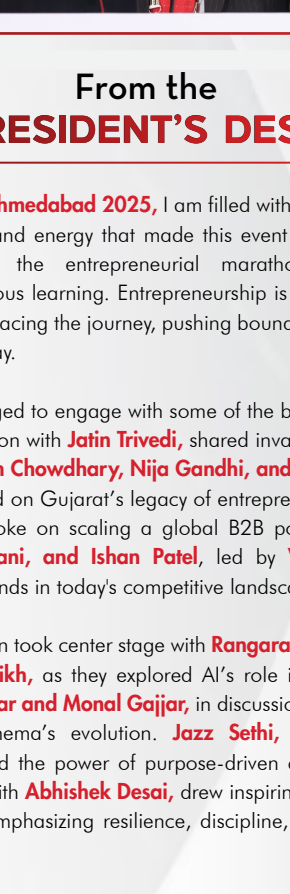 From the
RESIDENT'S DES
hmedabad 2025, I am filled with
and energy that made this event
the entrepreneurial maratho
ous learning. Entrepreneurship is
acing the journey, pushing bound
ay.
ged to engage with some of the b
on with Jatin Trivedi, shared inva
n Chowdhary, Nija Gandhi, and
d on Gujarat's legacy of entrepre
oke on scaling a global B2B po
ani, and Ishan Patel, led by
nds in today's competitive landsca
n took center stage with Rangara
ikh, as they explored AI's role i
ar and Monal Gajjar, in discussio
nema's evolution. Jazz Sethi,
d the power of purpose-driven
ith Abhishek Desai, drew inspirin
mphasizing resilience, discipline,